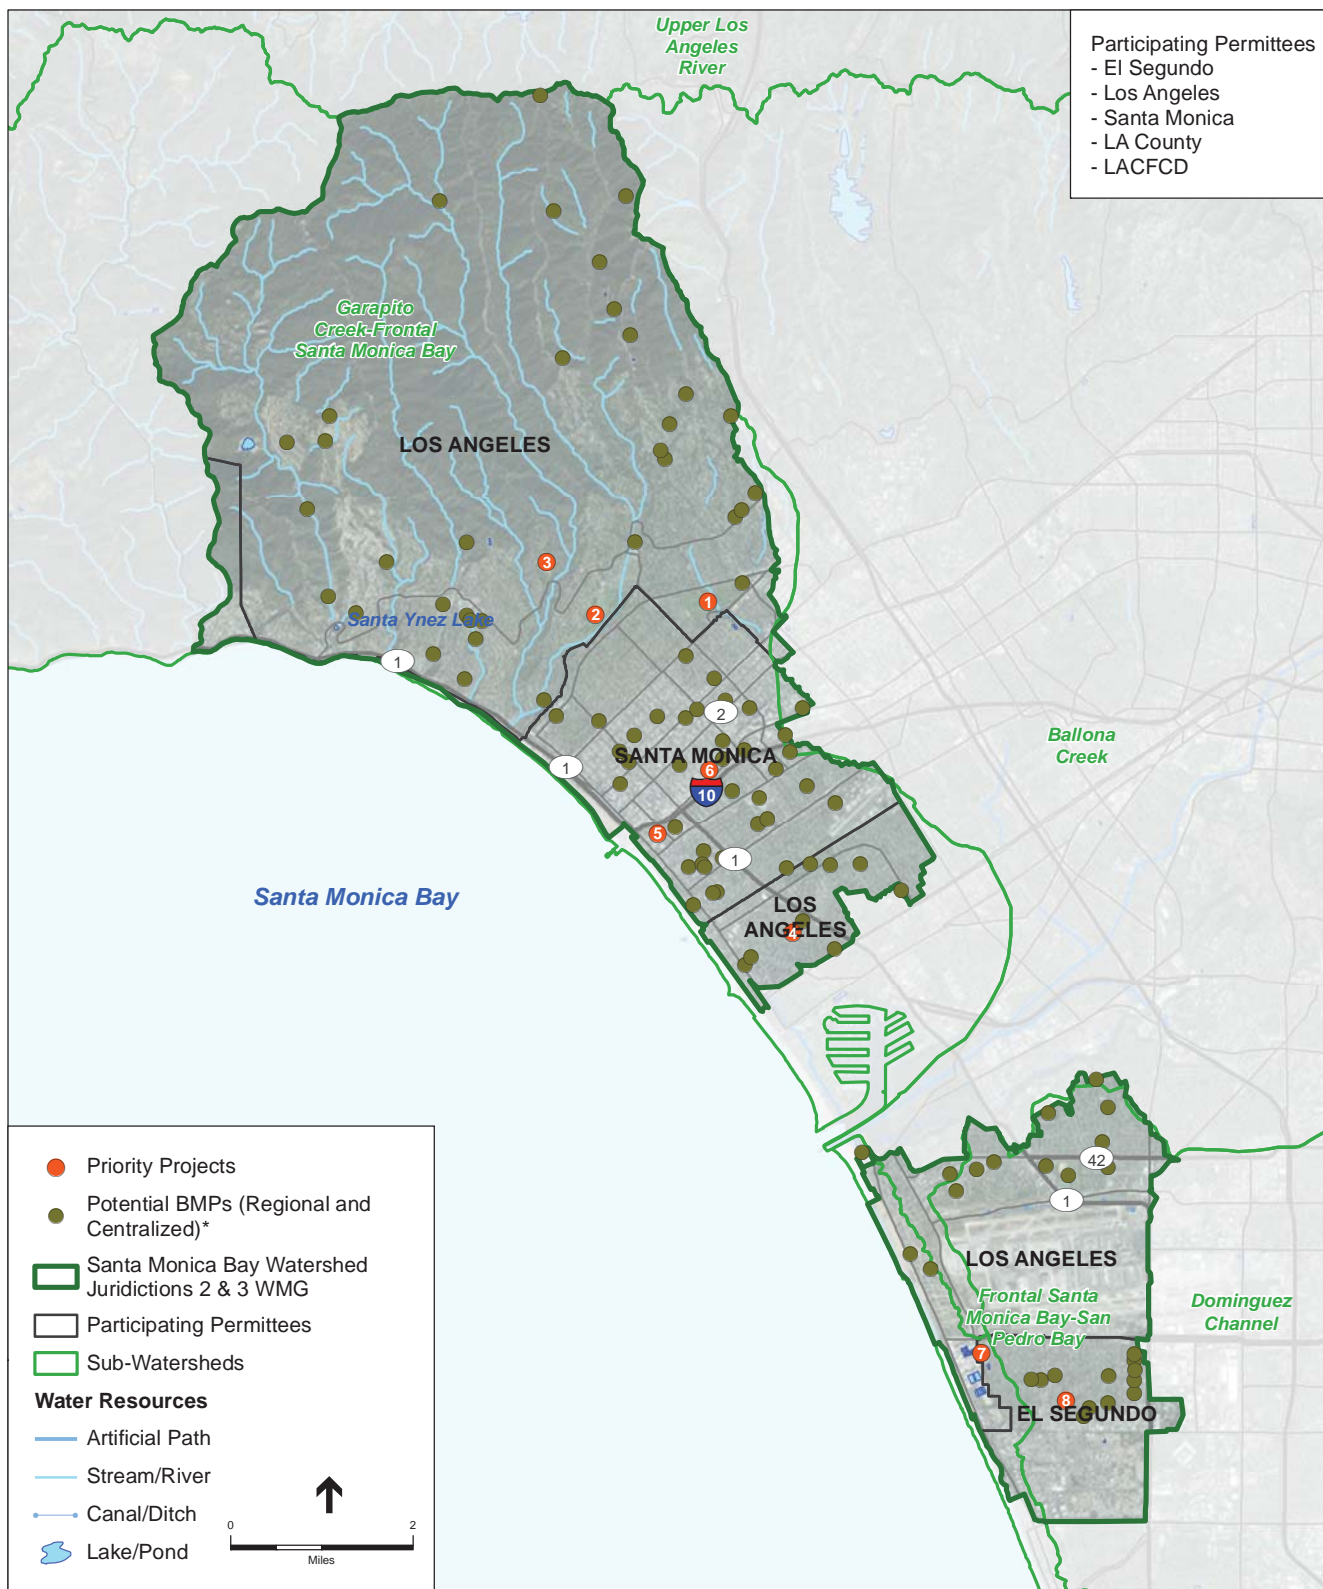 Upper Los
Angeles
River
Participating Permittees
- El Segundo
- Los Angeles
- Santa Monica
- LA County
- LACFCD
Garapito
Creek-Frontal
Santa Monica Bay
LOS ANGELES
3
1
2
Santa Ynez Lake
1
2
Ballona
Creek
SANTA MONICA
1
6
10
5
1
Santa Monica Bay
LOS
ANGELES
4
42
1
LOS ANGELES
Frontal Santa
Monica Bay-San
Pedro Bay
Dominguez
Channel
7
8
EL SEGUNDO
Priority Projects
Potential BMPs (Regional and
Centralized)*
Santa Monica Bay Watershed
Juridictions 2 & 3 WMG
Participating Permittees
Sub-Watersheds
Water Resources
Artificial Path
Stream/River
Canal/Ditch
Lake/Pond
0 2
Miles